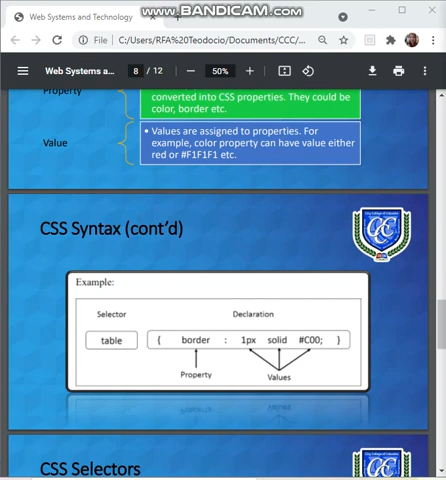 www.BANDICAM.com
Web Systems and Technology
File C:/Users/RFA%20Teodocio/Documents/CCC/
Web Systems a... 8 / 12 50%
Property
converted into CSS properties. They could be
color, border etc.
Value
• Values are assigned to properties. For
example, color property can have value either
red or #F1F1F1 etc.
CSS Syntax (cont'd)
CCC
Example:
Selector Declaration
table { border : 1px solid #C00; }
Property Values
CSS Selectors